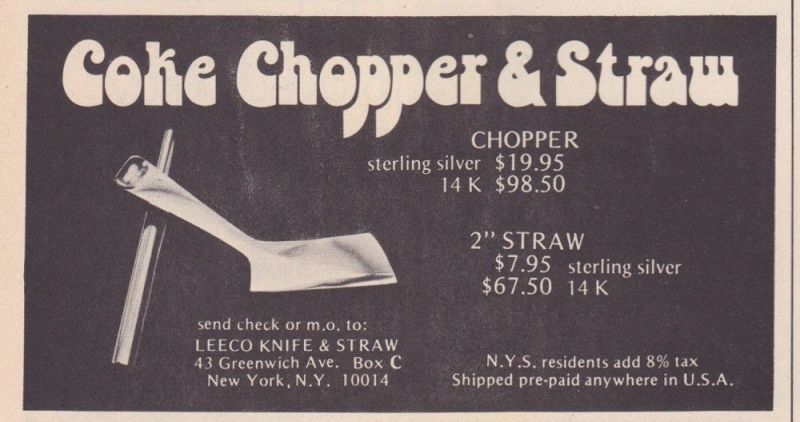 Coke Chopper & Straw
CHOPPER
sterling silver $19.95
14 K $98.50
2" STRAW
$7.95 sterling silver
$67.50 14 K
send check or m.o. to:
LEECO KNIFE & STRAW
43 Greenwich Ave. Box C
New York, N.Y. 10014
N.Y.S. residents add 8% tax
Shipped pre-paid anywhere in U.S.A.